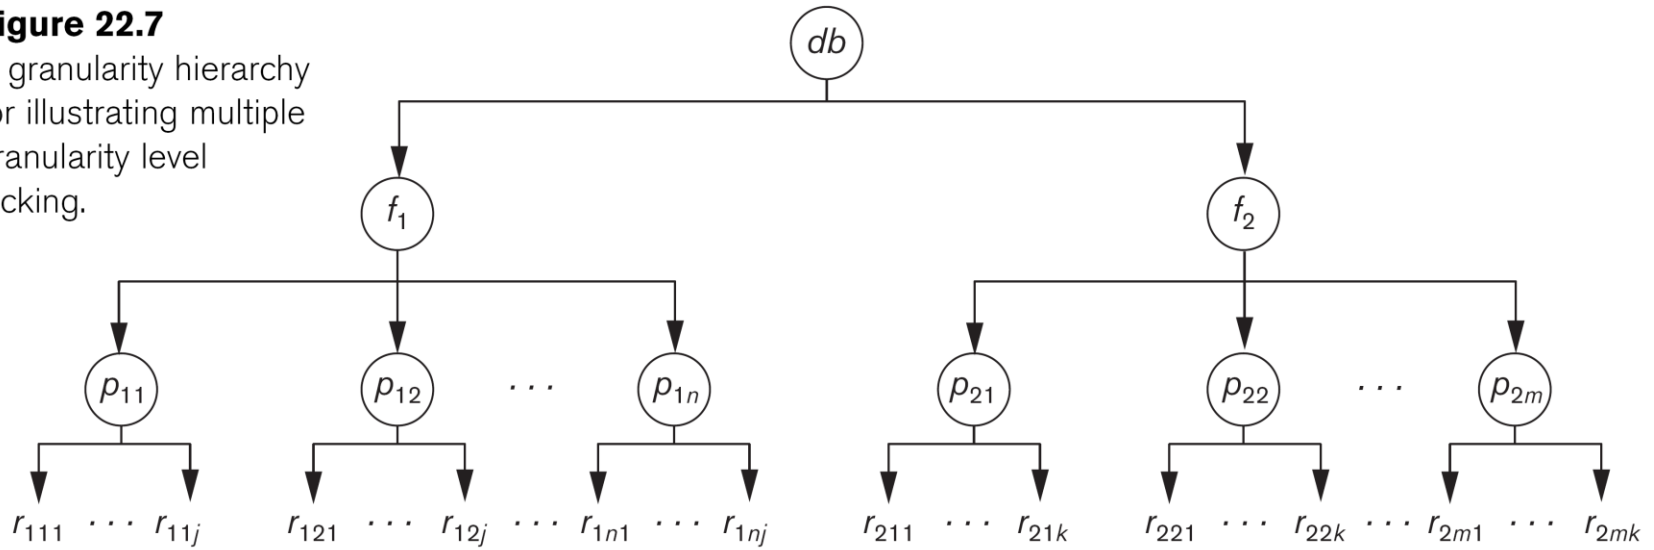 igure 22.7
granularity hierarchy
or illustrating multiple
ranularity level
cking.
db
f1 f2
p11 p12 ... p1n p21 p22 ... p2m
r111 ... r11j r121 ... r12j ... r1n1 ... r1nj r211 ... r21k r221 ... r22k ... r2m1 ... r2mk